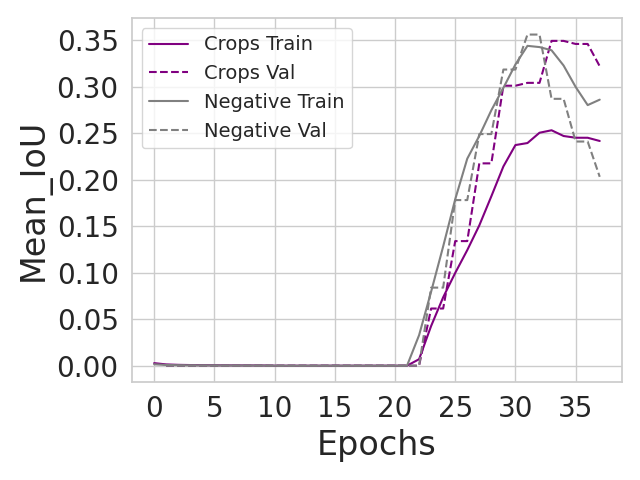 Crops Train
Crops Val
Negative Train
Negative Val
Mean_IoU
0.35
0.30
0.25
0.20
0.15
0.10
0.05
0.00
0 5 10 15 20 25 30 35
Epochs